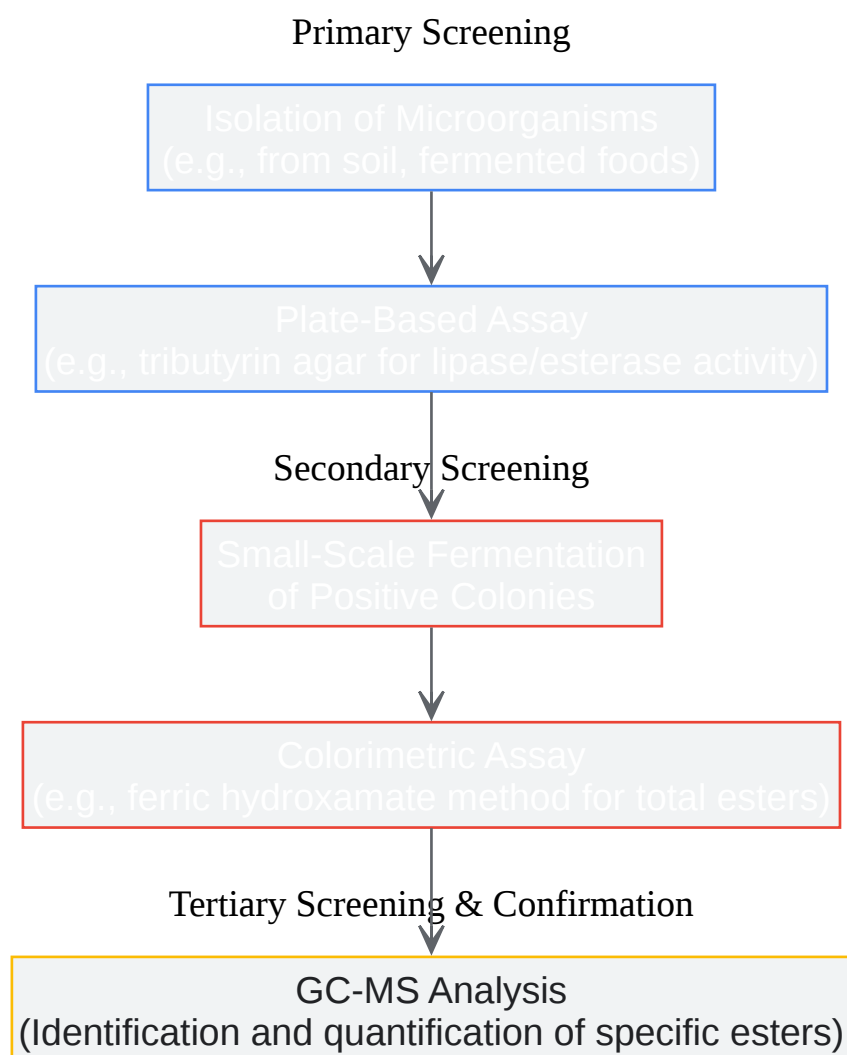 Primary Screening
Isolation of Microorganisms
(e.g., from soil, fermented foods)
Plate-Based Assay
(e.g., tributyrin agar for lipase/esterase activity)
Secondary Screening
Small-Scale Fermentation
of Positive Colonies
Colorimetric Assay
(e.g., ferric hydroxamate method for total esters)
Tertiary Screening & Confirmation
GC-MS Analysis
(Identification and quantification of specific esters)